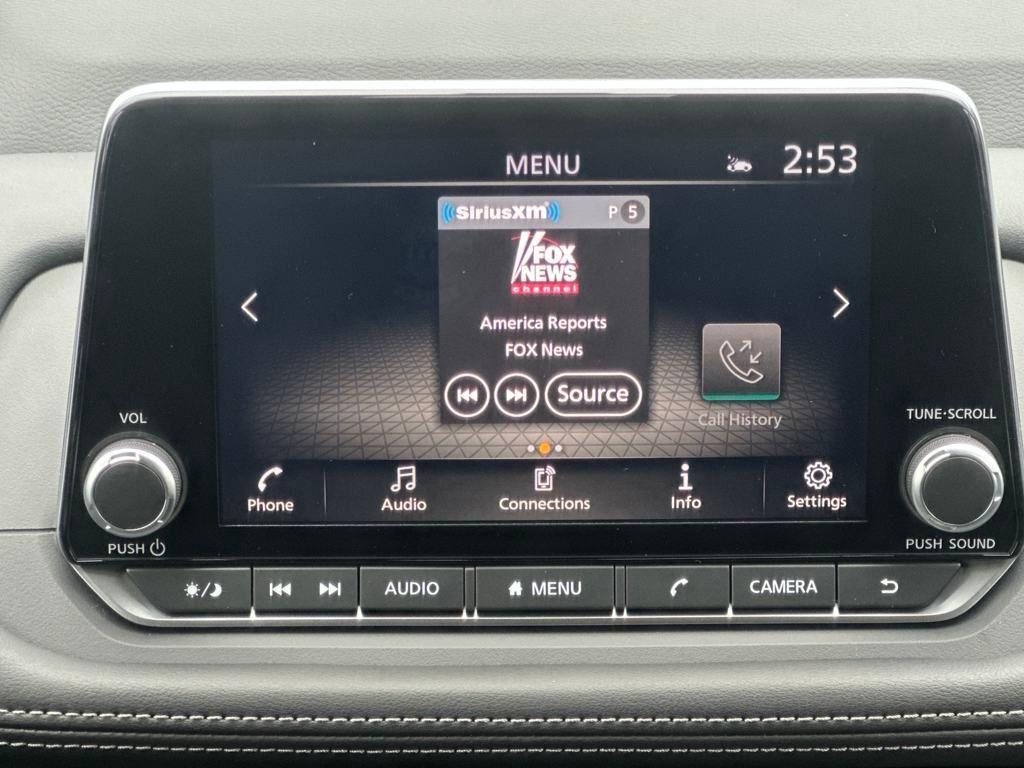 MENU
2:53
SiriusXM
P 5
FOX
NEWS
channel
America Reports
FOX News
Source
Call History
VOL
TUNE·SCROLL
Phone
Audio
Connections
Info
Settings
PUSH
PUSH SOUND
AUDIO
MENU
CAMERA